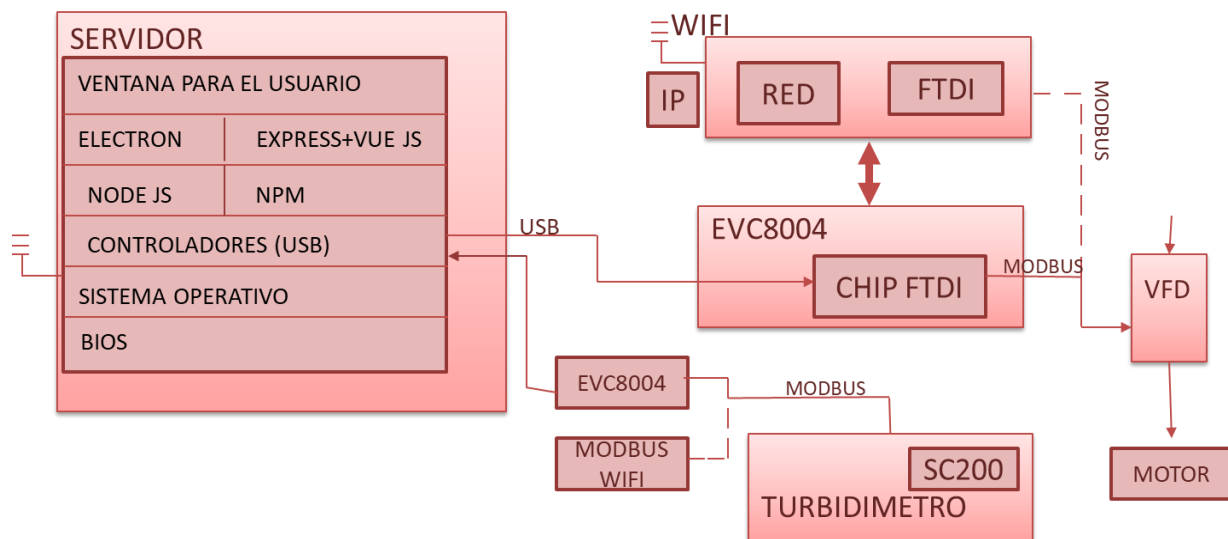 SERVIDOR
VENTANA PARA EL USUARIO
ELECTRON
EXPRESS+VUE JS
NODE JS
NPM
CONTROLADORES (USB)
SISTEMA OPERATIVO
BIOS
USB
WIFI
IP
RED
FTDI
MODBUS
EVC8004
CHIP FTDI
MODBUS
VFD
MOTOR
EVC8004
MODBUS
MODBUS
WIFI
SC200
TURBIDIMETRO